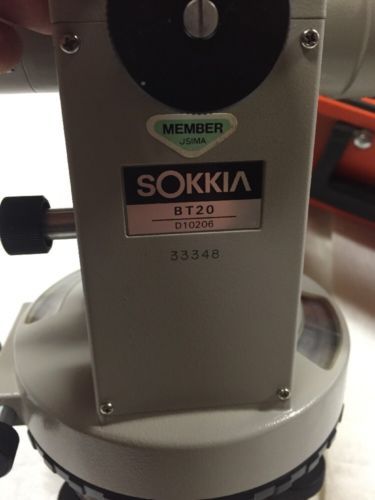 MEMBER
JSIMA
SOKKIA
BT20
D10206
33348